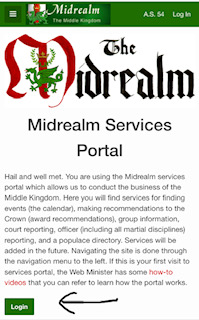 Midrealm
The Middle Kingdom
A.S. 54 Log In
The
Midrealm
Midrealm Services
Portal
Hail and well met. You are using the Midrealm services
portal which allows us to conduct the business of the
Middle Kingdom. Here you will find services for finding
events (the calendar), making recommendations to the
Crown (award recommendations), group information,
court reporting, officer (including all martial disciplines)
reporting, and a populace directory. Services will be
added in the future. Navigating the site is done through
the navigation menu to the left. If this is your first visit to
services portal, the Web Minister has some how-to
videos that you can refer to learn how the portal works.
Login